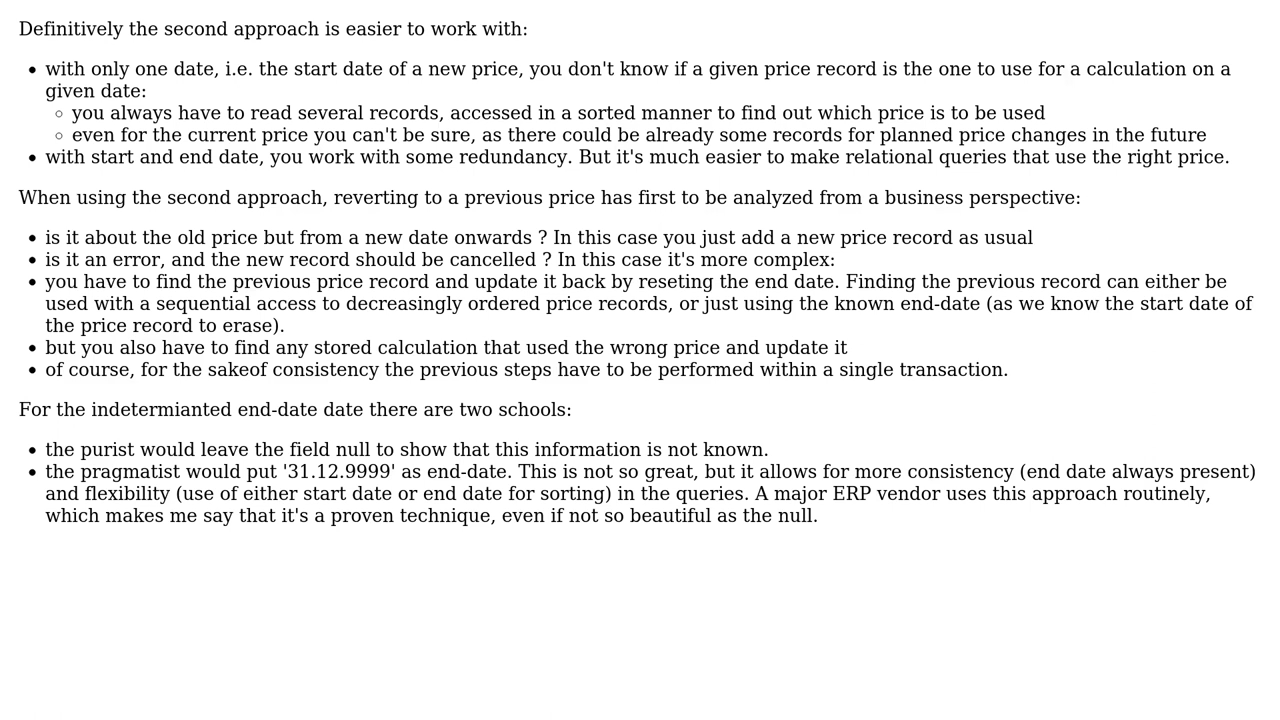 Definitively the second approach is easier to work with:
with only one date, i.e. the start date of a new price, you don't know if a given price record is the one to use for a calculation on a
given date:
you always have to read several records, accessed in a sorted manner to find out which price is to be used
even for the current price you can't be sure, as there could be already some records for planned price changes in the future
with start and end date, you work with some redundancy. But it's much easier to make relational queries that use the right price.
When using the second approach, reverting to a previous price has first to be analyzed from a business perspective:
is it about the old price but from a new date onwards ? In this case you just add a new price record as usual
is it an error, and the new record should be cancelled ? In this case it's more complex:
you have to find the previous price record and update it back by reseting the end date. Finding the previous record can either be
used with a sequential access to decreasingly ordered price records, or just using the known end-date (as we know the start date of
the price record to erase).
but you also have to find any stored calculation that used the wrong price and update it
of course, for the sakeof consistency the previous steps have to be performed within a single transaction.
For the indetermianted end-date date there are two schools:
the purist would leave the field null to show that this information is not known.
the pragmatist would put '31.12.9999' as end-date. This is not so great, but it allows for more consistency (end date always present)
and flexibility (use of either start date or end date for sorting) in the queries. A major ERP vendor uses this approach routinely,
which makes me say that it's a proven technique, even if not so beautiful as the null.